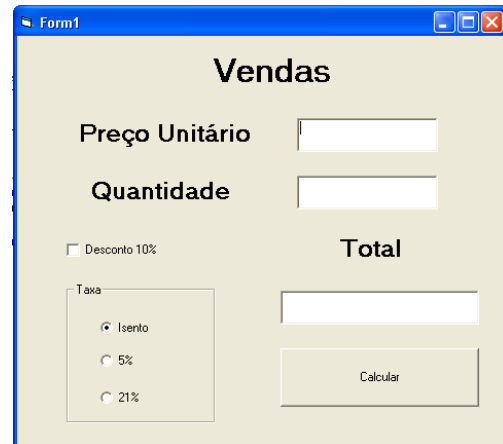 Form1
Vendas
Preço Unitário
Quantidade
Desconto 10%
Total
Taxa
Isento
5%
21%
Calcular